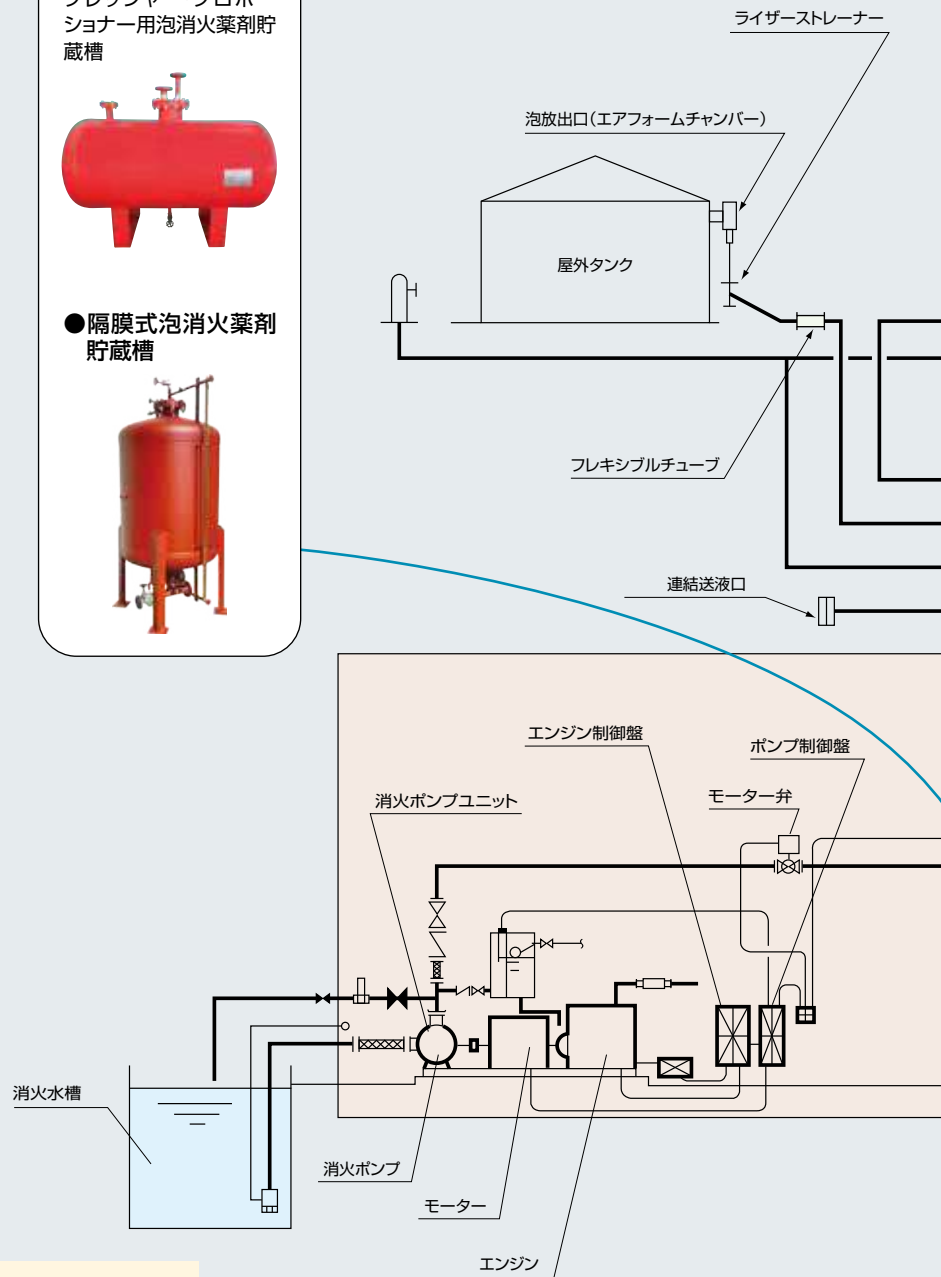 ショナー用泡消火薬剤貯
蔵槽
●隔膜式泡消火薬剤
貯蔵槽
ライザーストレーナー
泡放出口（エアフォームチャンバー）
屋外タンク
フレキシブルチューブ
連結送液口
エンジン制御盤
ポンプ制御盤
消火ポンプユニット
モーター弁
消火水槽
消火ポンプ
モーター
エンジン